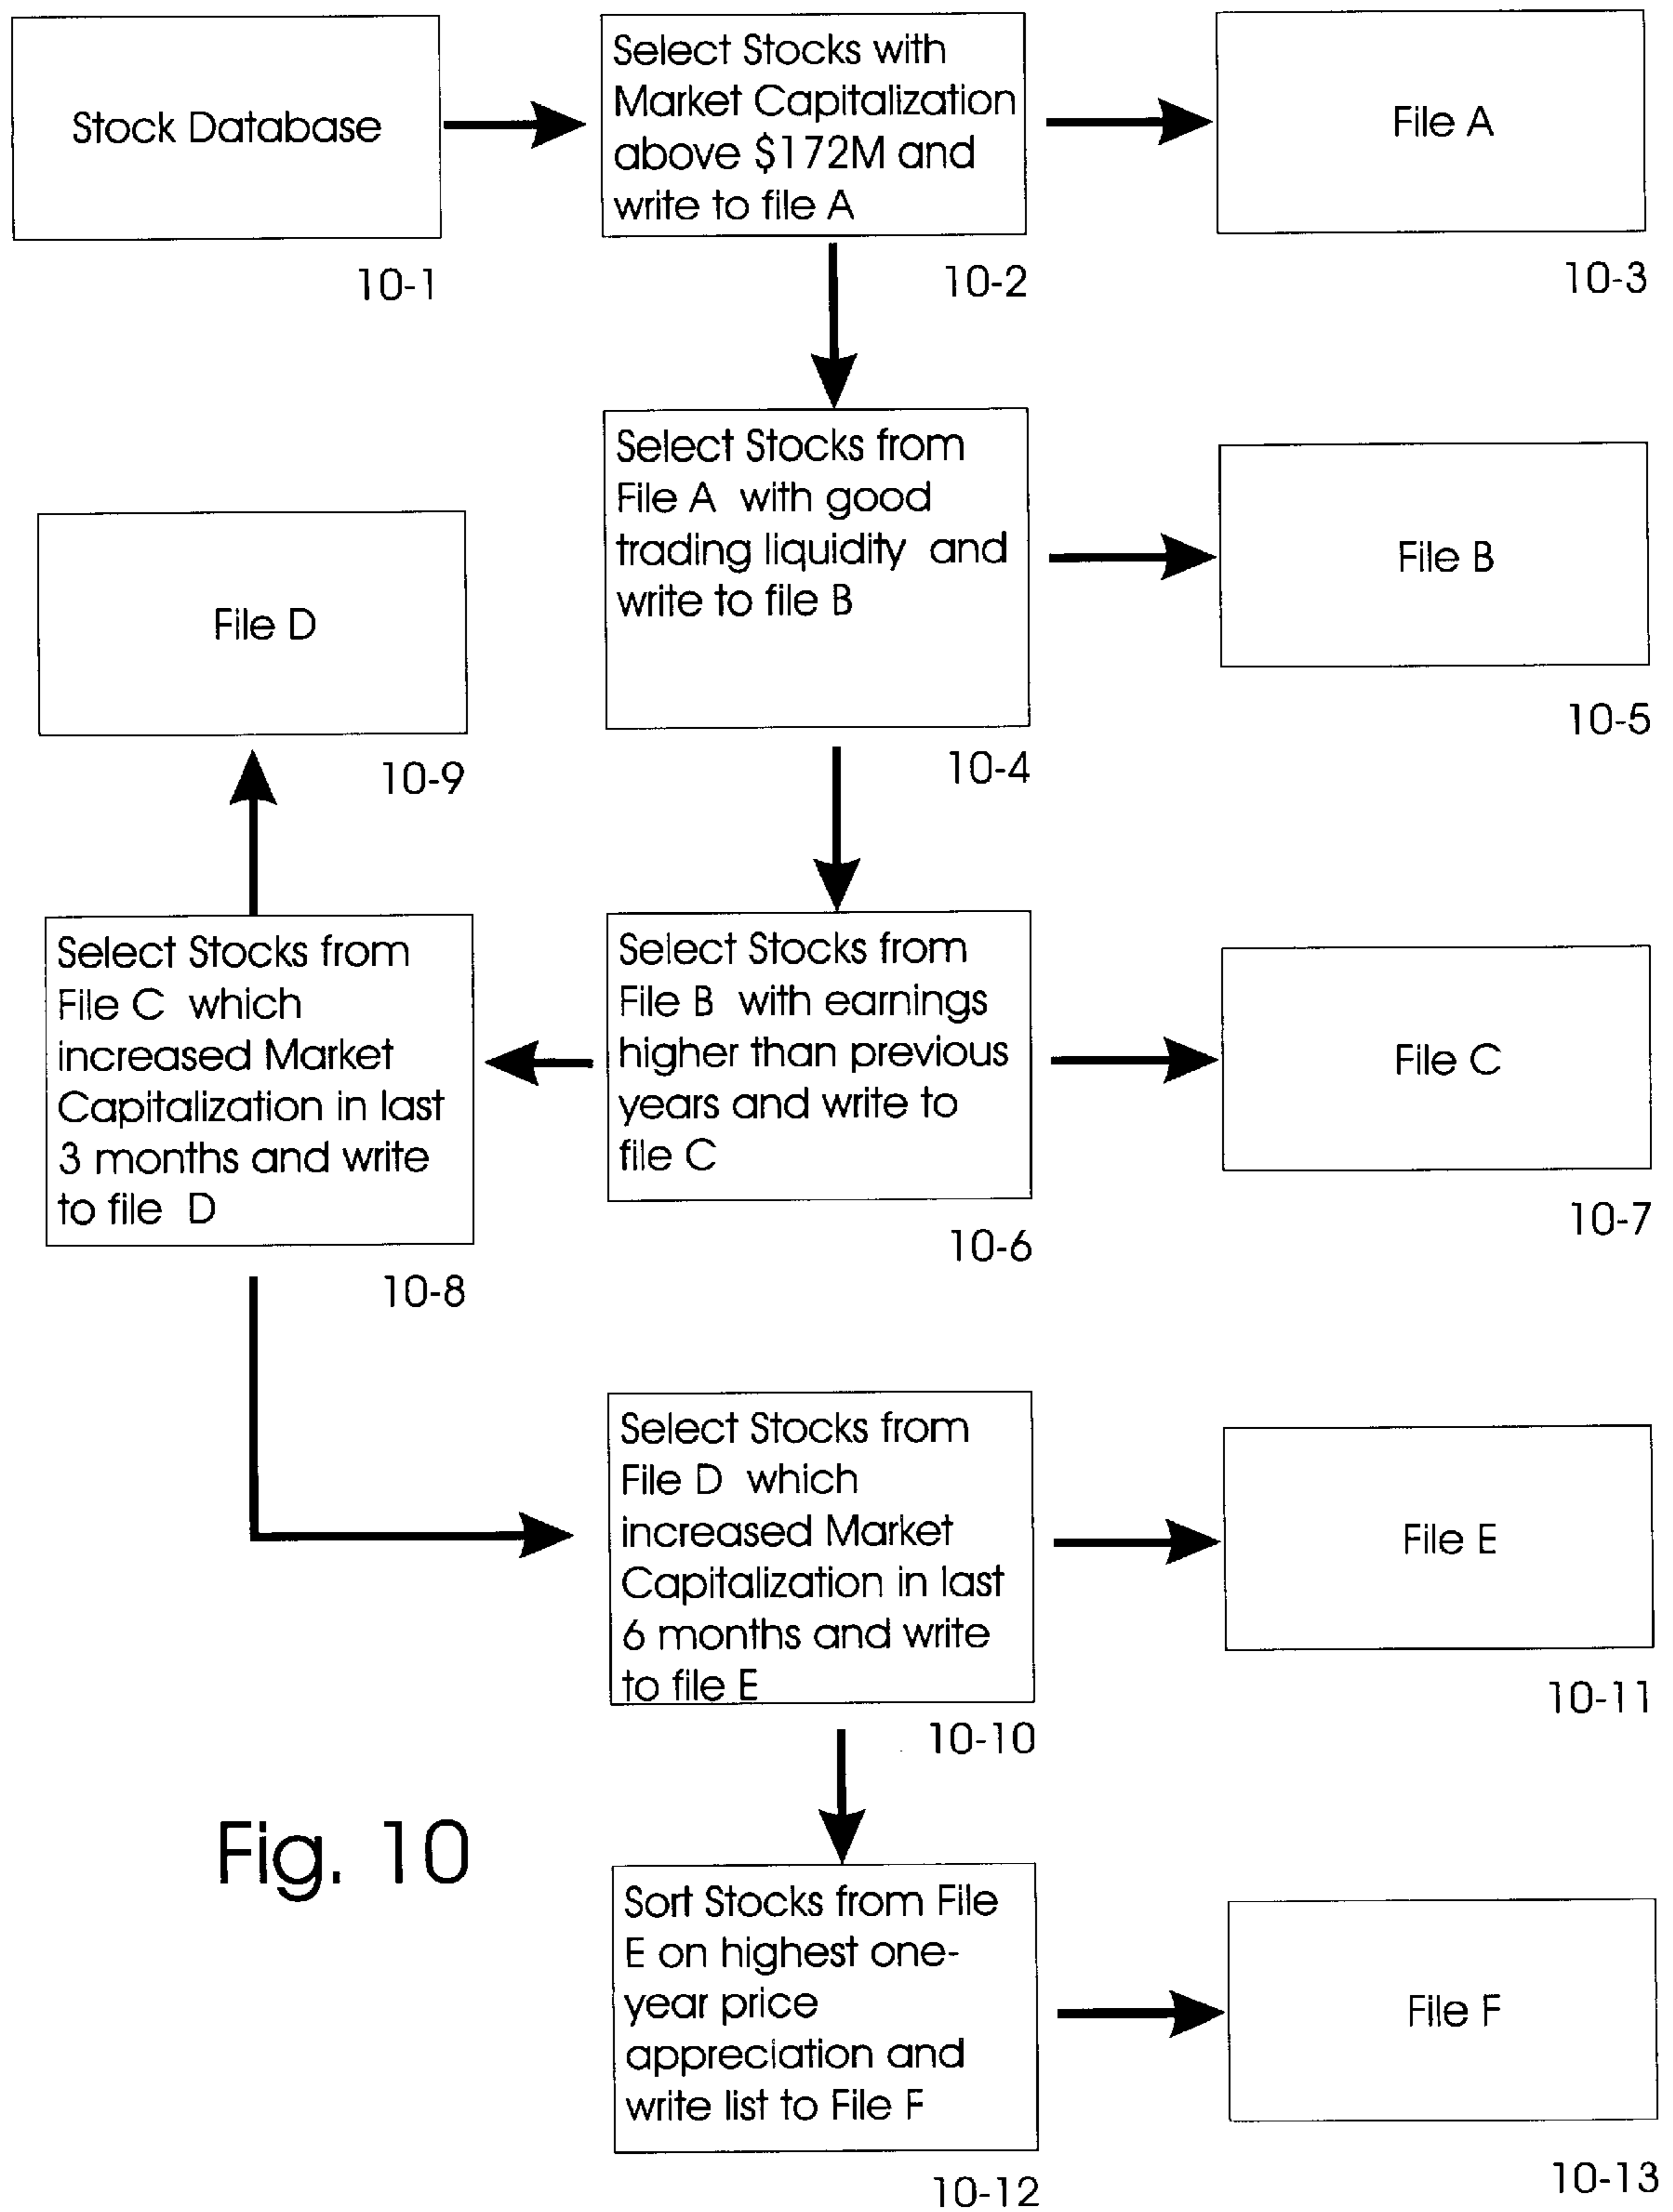 Stock Database
10-1
Select Stocks with
Market Capitalization
above $172M and
write to file A
10-2
File A
10-3
Select Stocks from
File A with good
trading liquidity and
write to file B
10-4
File B
10-5
File D
10-9
Select Stocks from
File C which
increased Market
Capitalization in last
3 months and write
to file D
10-8
Select Stocks from
File B with earnings
higher than previous
years and write to
file C
10-6
File C
10-7
Select Stocks from
File D which
increased Market
Capitalization in last
6 months and write
to file E
10-10
File E
10-11
Fig. 10
Sort Stocks from File
E on highest one-
year price
appreciation and
write list to File F
10-12
File F
10-13